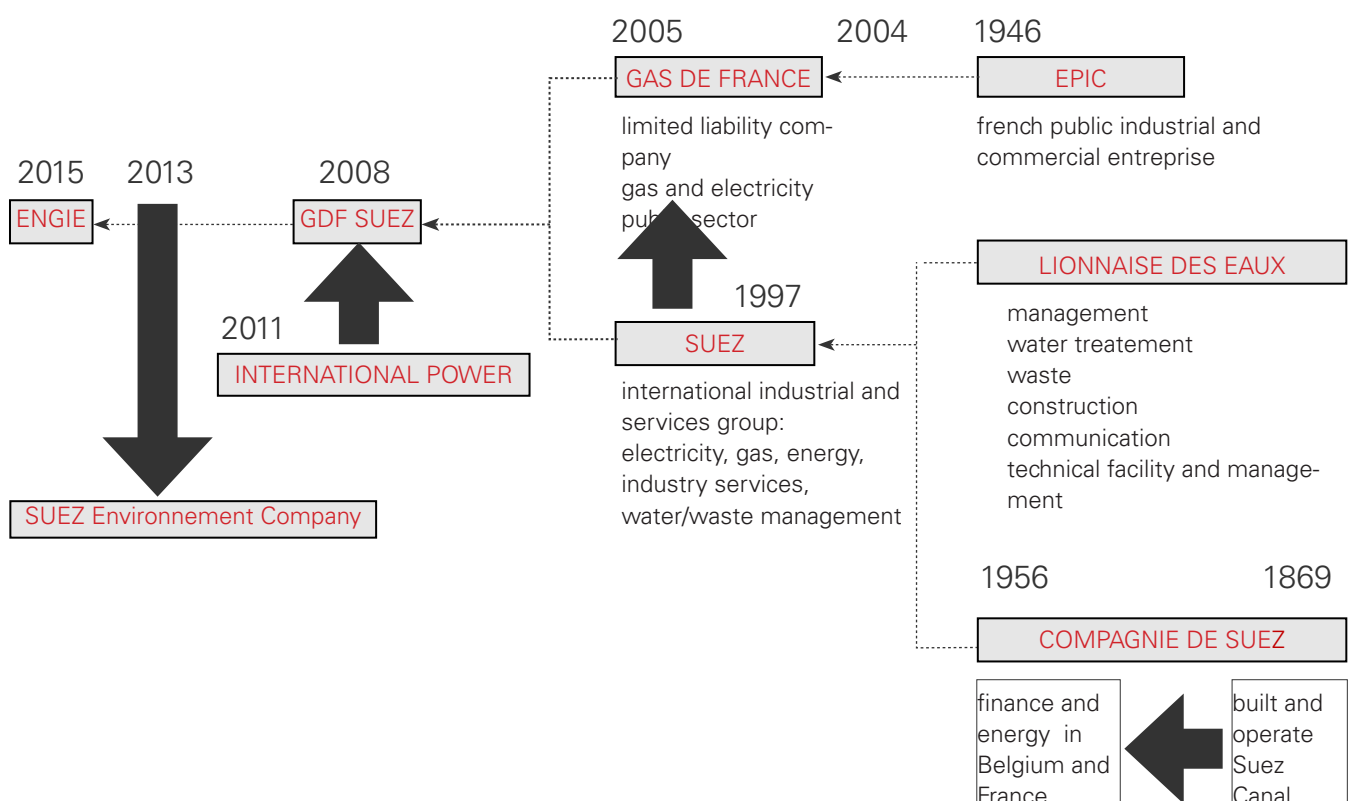 2005
2004
1946
GAS DE FRANCE
EPIC
limited liability com-
pany
gas and electricity
public sector
french public industrial and
commercial entreprise
2015
2013
2008
ENGIE
GDF SUEZ
LIONNAISE DES EAUX
management
water treatement
waste
construction
communication
technical facility and manage-
ment
1997
SUEZ
international industrial and
services group:
electricity, gas, energy,
industry services,
water/waste management
2011
INTERNATIONAL POWER
SUEZ Environnement Company
1956
1869
COMPAGNIE DE SUEZ
finance and
energy in
Belgium and
France
built and
operate
Suez
Canal